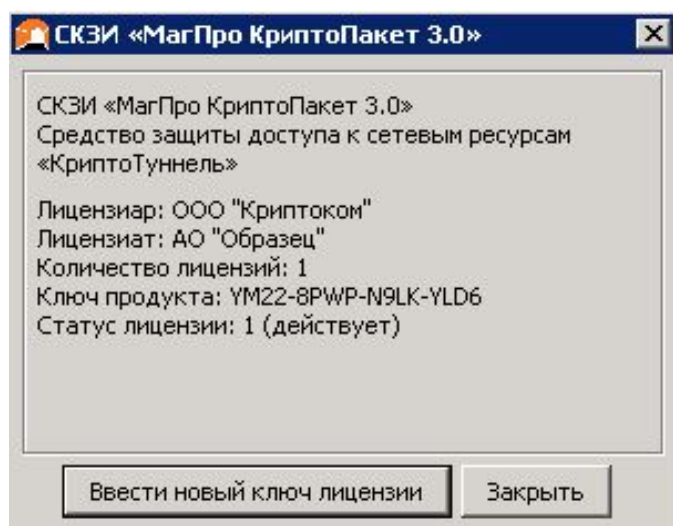 СКЗИ «МагПро КриптоПакет 3.0»
СКЗИ «МагПро КриптоПакет 3.0»
Средство защиты доступа к сетевым ресурсам
«КриптоТуннель»
Лицензиар: ООО "Криптоком"
Лицензиат: АО "Образец"
Количество лицензий: 1
Ключ продукта: YM22-8PWP-N9LK-YLD6
Статус лицензии: 1 (действует)
Ввести новый ключ лицензии
Закрыть